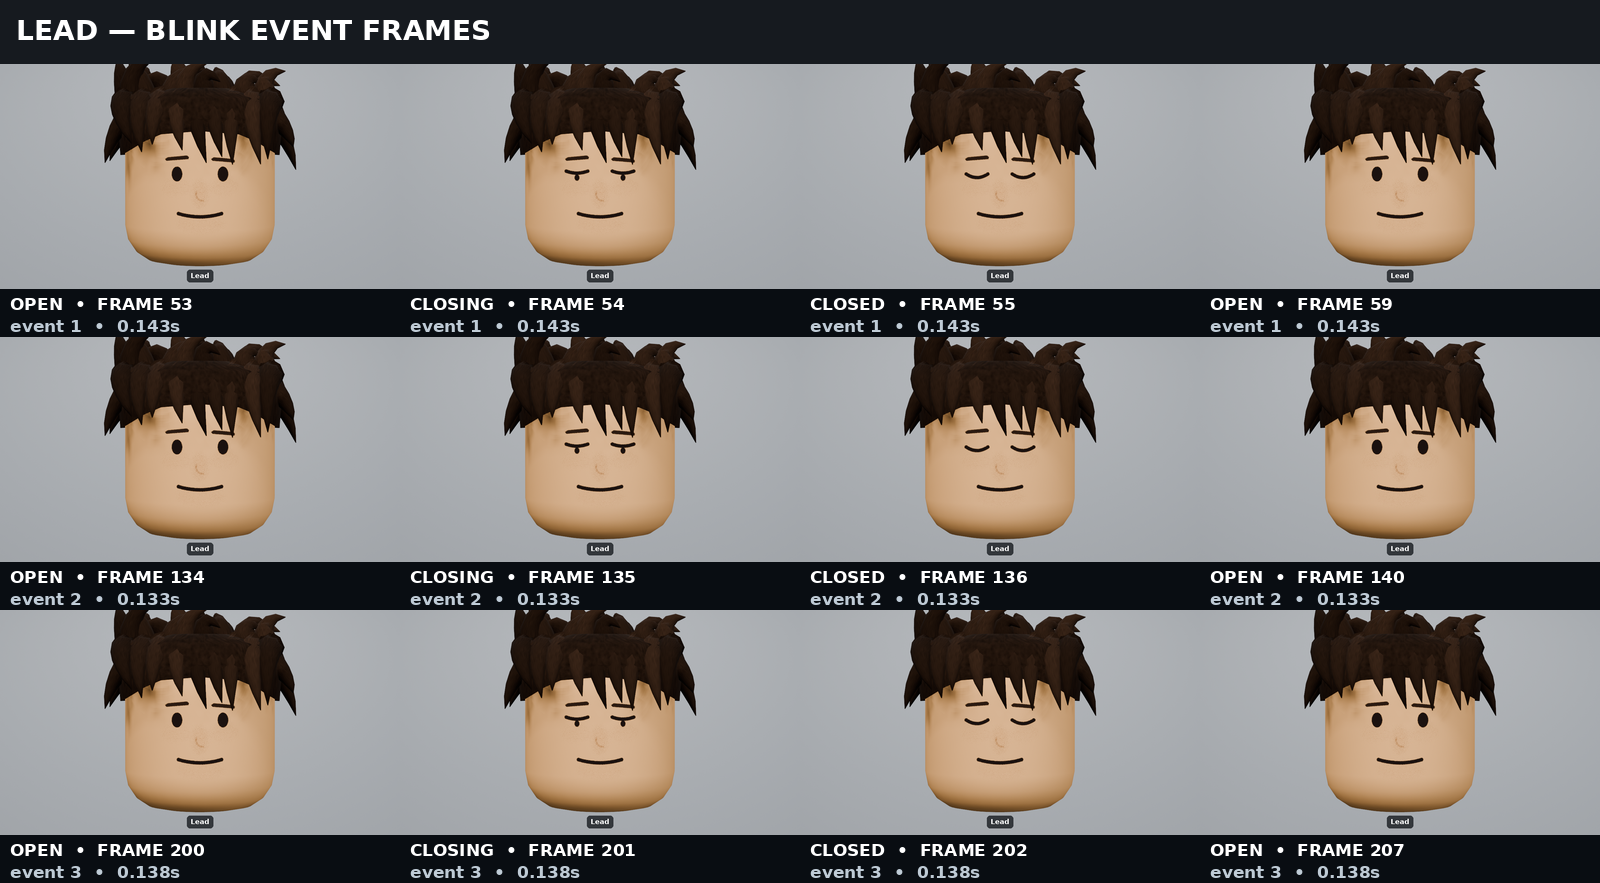 LEAD — BLINK EVENT FRAMES
Lead Lead Lead Lead
OPEN • FRAME 53 CLOSING • FRAME 54 CLOSED • FRAME 55 OPEN • FRAME 59
event 1 • 0.143s event 1 • 0.143s event 1 • 0.143s event 1 • 0.143s
Lead Lead Lead Lead
OPEN • FRAME 134 CLOSING • FRAME 135 CLOSED • FRAME 136 OPEN • FRAME 140
event 2 • 0.133s event 2 • 0.133s event 2 • 0.133s event 2 • 0.133s
Lead Lead Lead Lead
OPEN • FRAME 200 CLOSING • FRAME 201 CLOSED • FRAME 202 OPEN • FRAME 207
event 3 • 0.138s event 3 • 0.138s event 3 • 0.138s event 3 • 0.138s